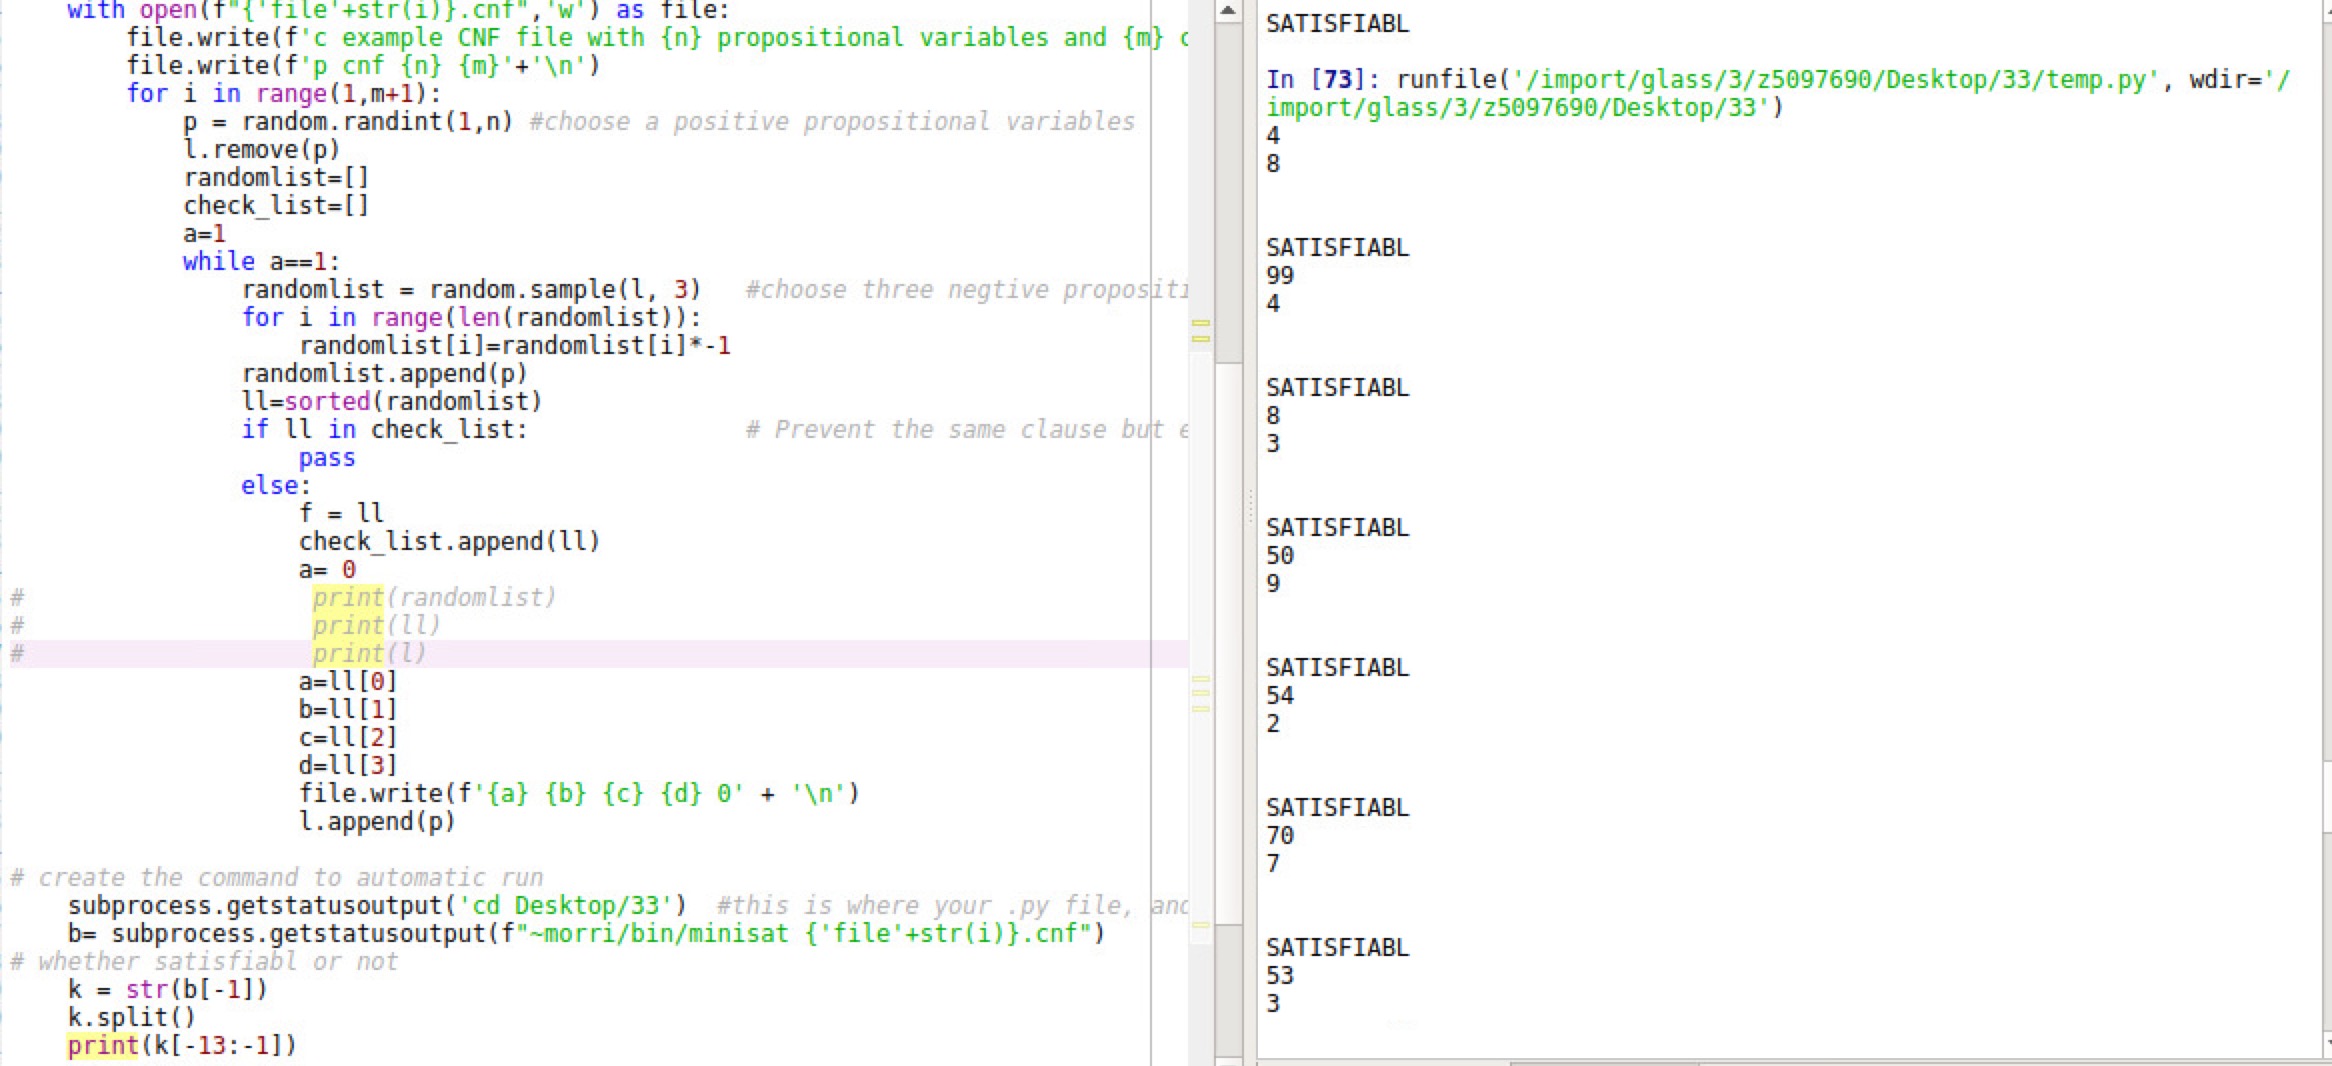 with open(f"{'file'+str(i)}.cnf",'w') as file:
file.write(f'c example CNF file with {n} propositional variables and {m} c
file.write(f'p cnf {n} {m}'+'\n')
for i in range(1,m+1):
p = random.randint(1,n) #choose a positive propositional variables
l.remove(p)
randomlist=[]
check_list=[]
a=1
while a==1:
randomlist = random.sample(l, 3) #choose three negtive propositi
for i in range(len(randomlist)):
randomlist[i]=randomlist[i]*-1
randomlist.append(p)
ll=sorted(randomlist)
if ll in check_list: # Prevent the same clause but e
pass
else:
f = ll
check_list.append(ll)
a= 0
# print(randomlist)
# print(ll)
# print(l)
a=ll[0]
b=ll[1]
c=ll[2]
d=ll[3]
file.write(f'{a} {b} {c} {d} 0' + '\n')
l.append(p)
# create the command to automatic run
subprocess.getstatusoutput('cd Desktop/33') #this is where your .py file, and
b= subprocess.getstatusoutput(f"~morri/bin/minisat {'file'+str(i)}.cnf")
# whether satisfiabl or not
k = str(b[-1])
k.split()
print(k[-13:-1])
SATISFIABL
In [73]: runfile('/import/glass/3/z5097690/Desktop/33/temp.py', wdir='/
import/glass/3/z5097690/Desktop/33')
4
8
SATISFIABL
99
4
SATISFIABL
8
3
SATISFIABL
50
9
SATISFIABL
54
2
SATISFIABL
70
7
SATISFIABL
53
3